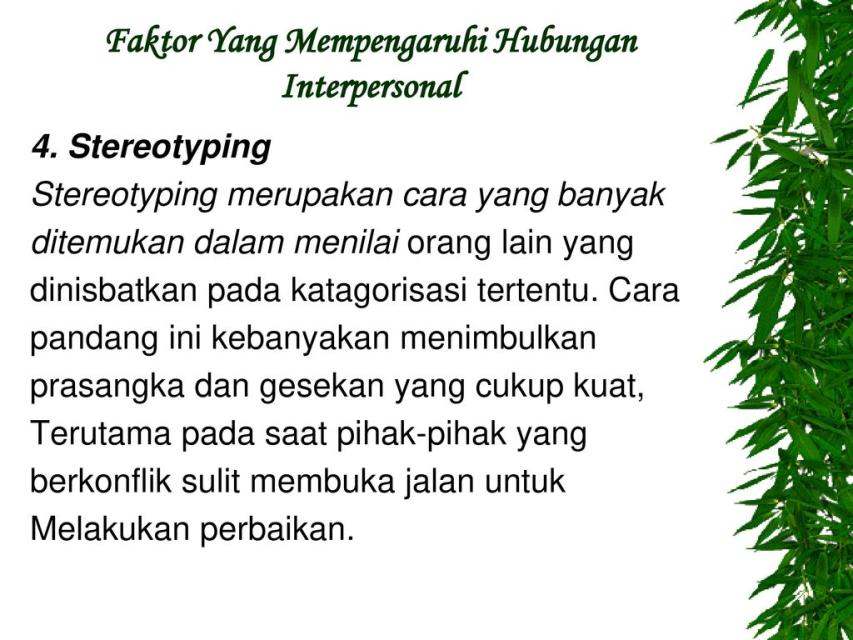 Faktor Yang Mempengaruhi Hubungan
Interpersonal
4. Stereotyping
Stereotyping merupakan cara yang banyak
ditemukan dalam menilai orang lain yang
dinisbatkan pada katagorisasi tertentu. Cara
pandang ini kebanyakan menimbulkan
prasangka dan gesekan yang cukup kuat,
Terutama pada saat pihak-pihak yang
berkonflik sulit membuka jalan untuk
Melakukan perbaikan.